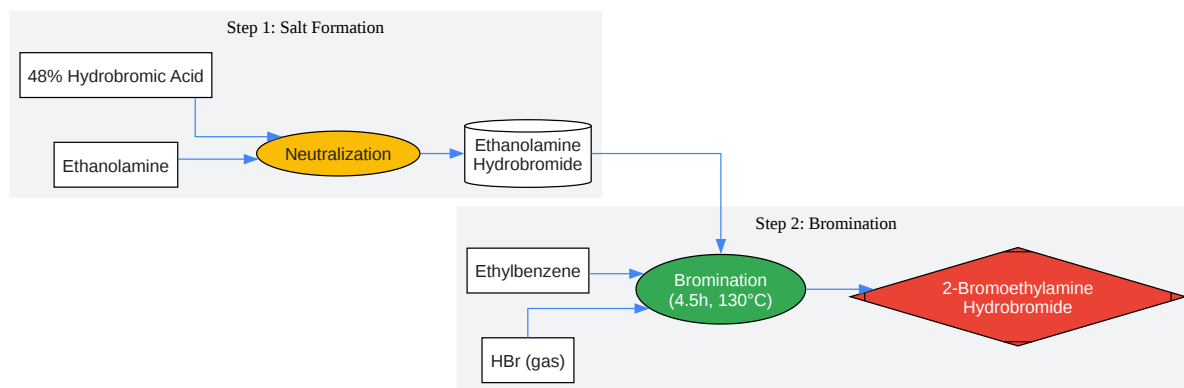 Step 1: Salt Formation
48% Hydrobromic Acid
Ethanolamine
Neutralization
Ethanolamine
Hydrobromide
Step 2: Bromination
Ethylbenzene
HBr (gas)
Bromination
(4.5h, 130°C)
2-Bromoethylamine
Hydrobromide